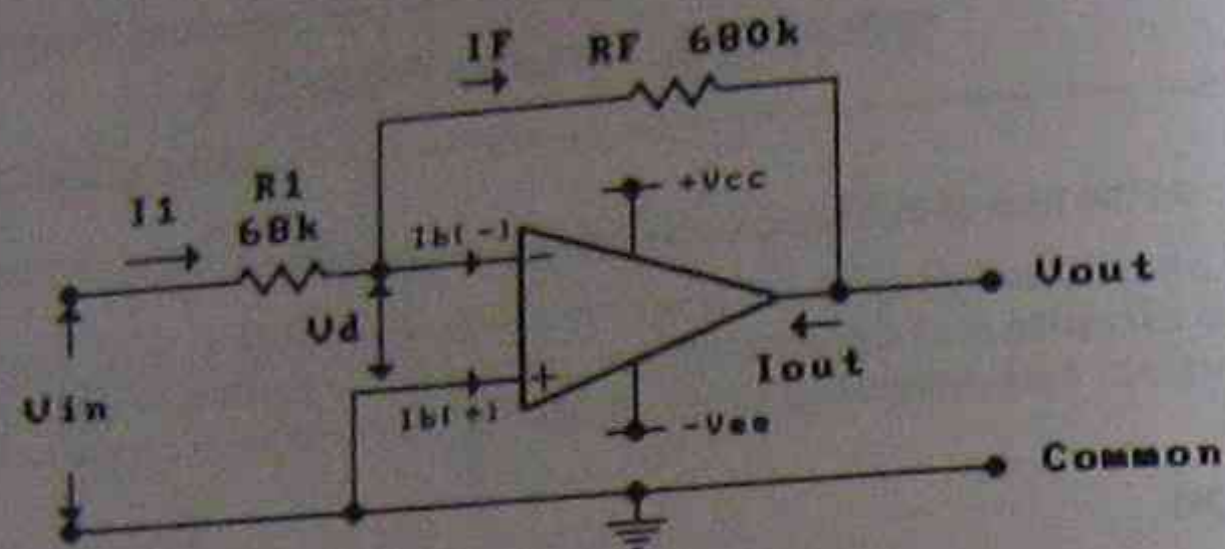 IF RF 680k
I1 R1
68k
Ib(-)
-
+Vcc
Vout
Vd
Iout
Vin
+
Ib(+)
-Vee
Common